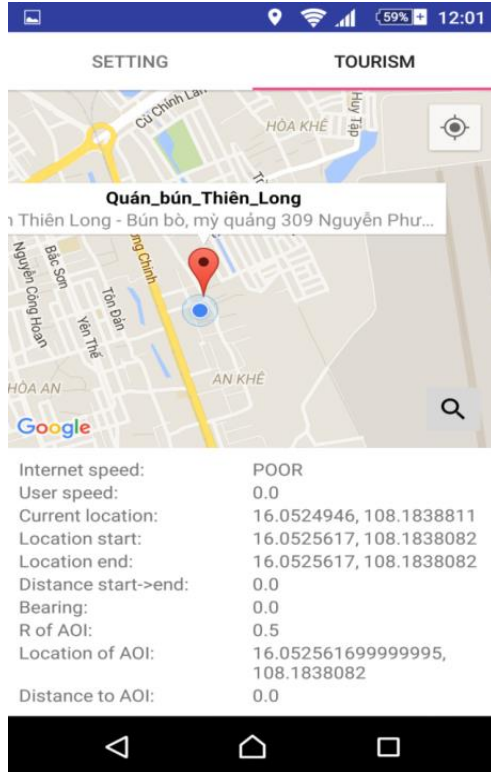 59% 12:01
SETTING TOURISM
Cù Chính Lan
HÒA KHÊ
Huy Tập
Quán_bún_Thiên_Long
Thiên Long - Bún bò, mỳ quảng 309 Nguyễn Phư...
Nguyễn Công Hoan
Bắc Sơn
Tôn Đản
Yên Thế
Chinh
AN KHÊ
HÒA AN
Google
Internet speed: POOR
User speed: 0.0
Current location: 16.0524946, 108.1838811
Location start: 16.0525617, 108.1838082
Location end: 16.0525617, 108.1838082
Distance start->end: 0.0
Bearing: 0.0
R of AOI: 0.5
Location of AOI: 16.052561699999995,
108.1838082
Distance to AOI: 0.0